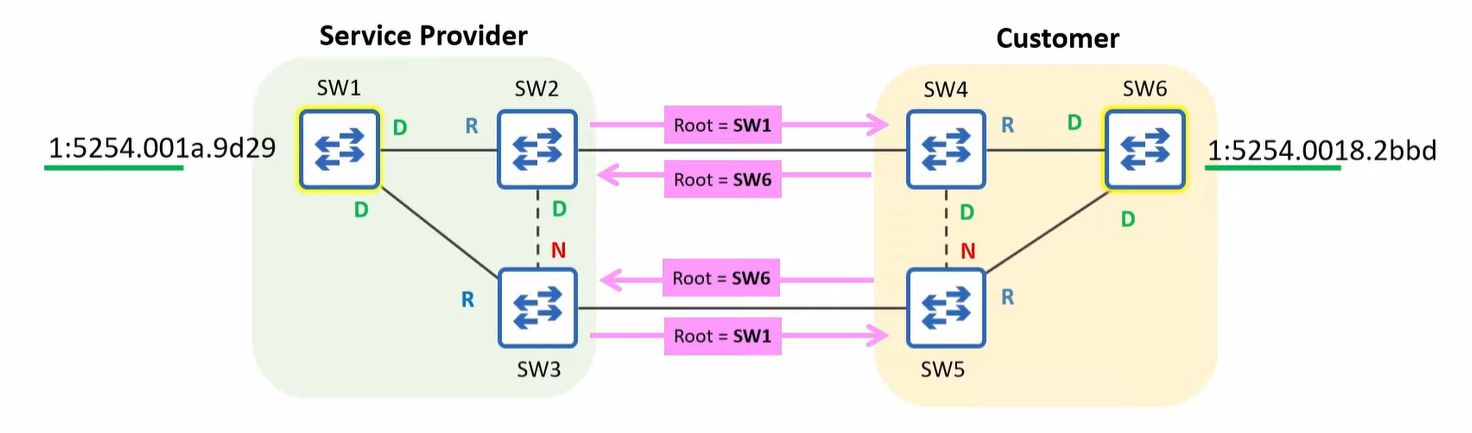 Service Provider
Customer
SW1
SW2
SW4
SW6
Root = SW1
D
R
R
D
1:5254.001a.9d29
1:5254.0018.2bbd
Root = SW6
D
D
D
D
N
N
Root = SW6
R
R
Root = SW1
SW3
SW5